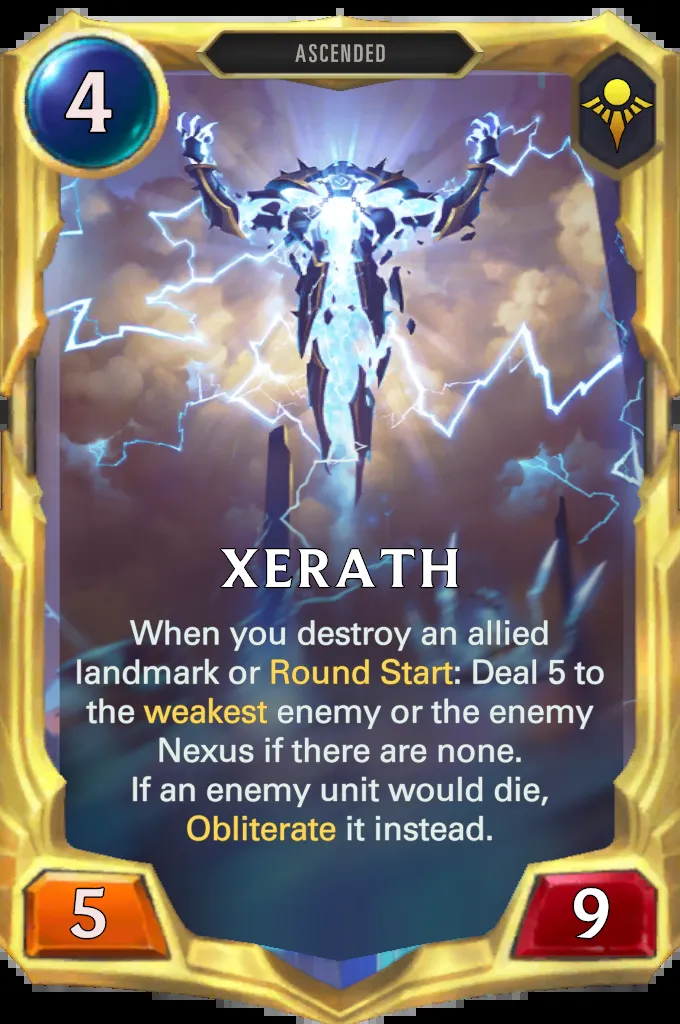 ASCENDED
4
XERATH
When you destroy an allied
landmark or Round Start: Deal 5 to
the weakest enemy or the enemy
Nexus if there are none.
If an enemy unit would die,
Obliterate it instead.
5
9